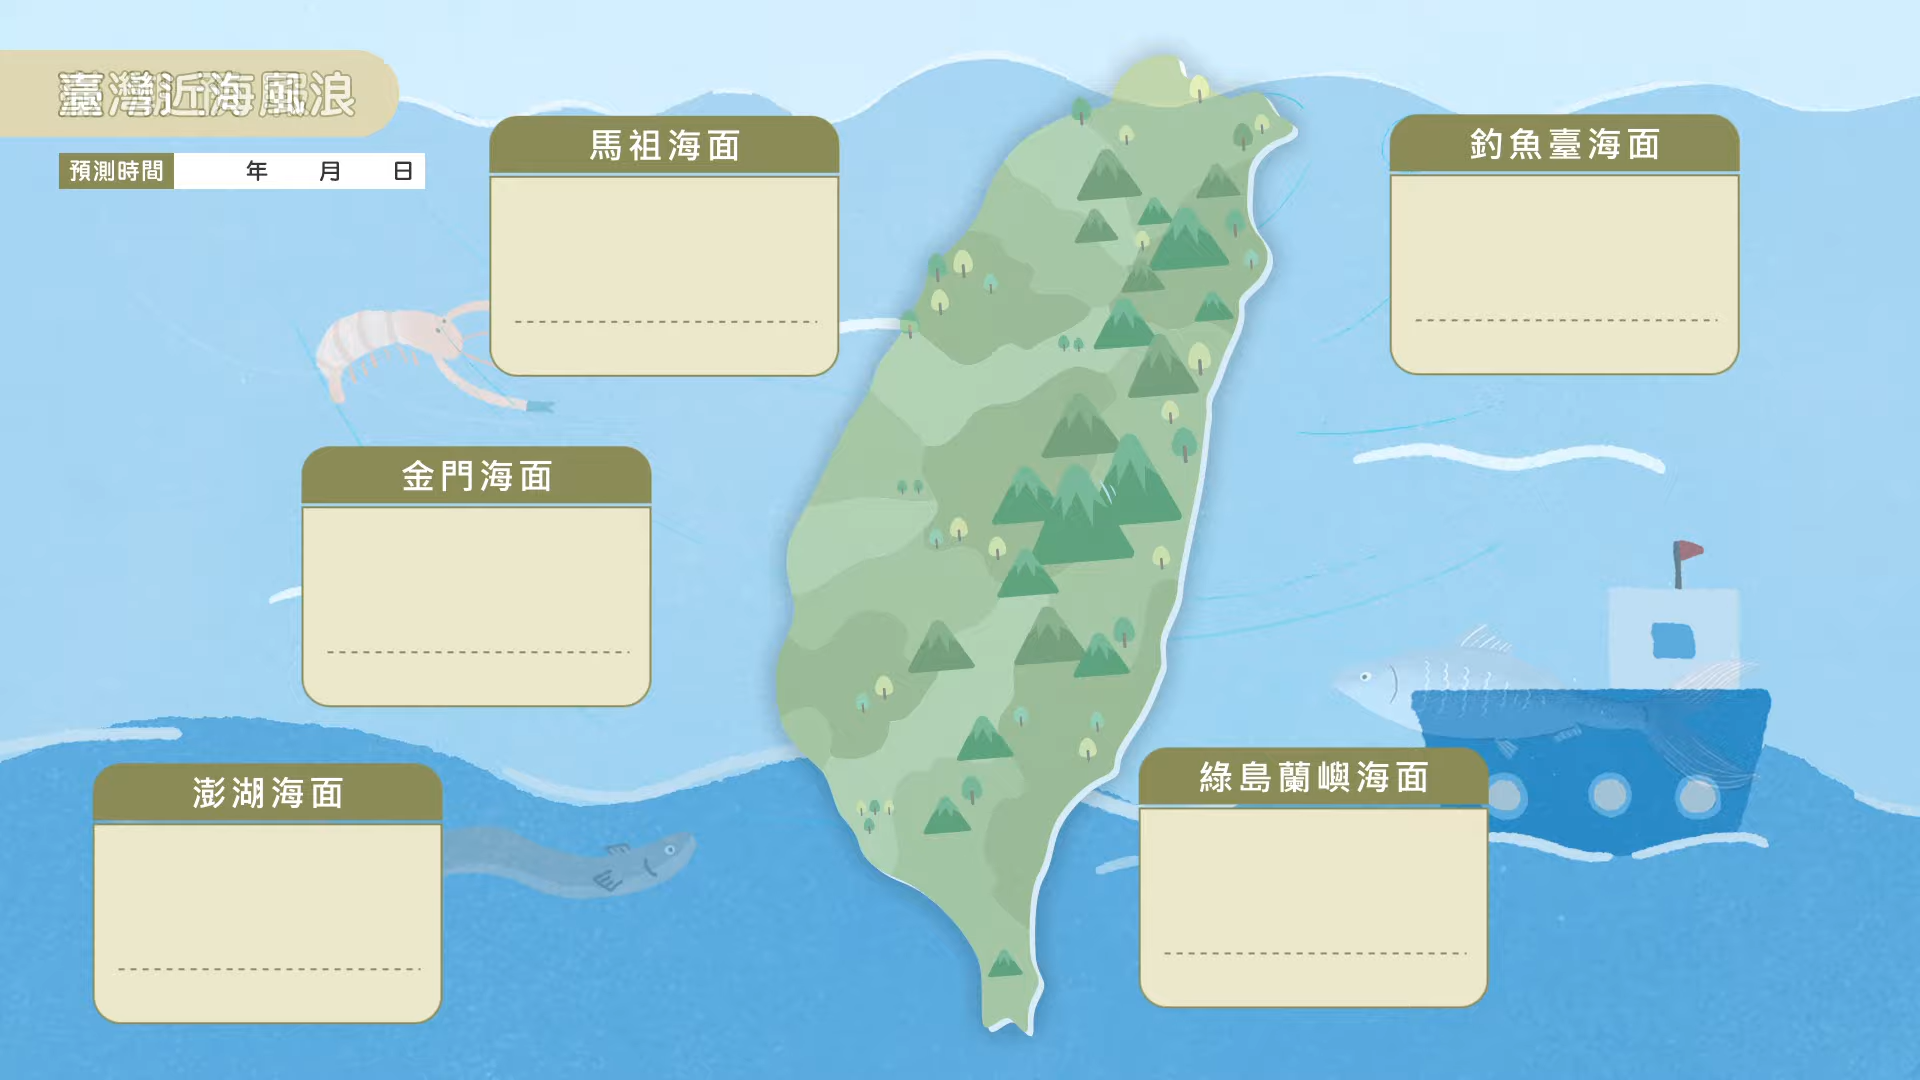 臺灣近海風浪
預測時間 年 月 日
馬祖海面
釣魚臺海面
金門海面
澎湖海面
綠島蘭嶼海面